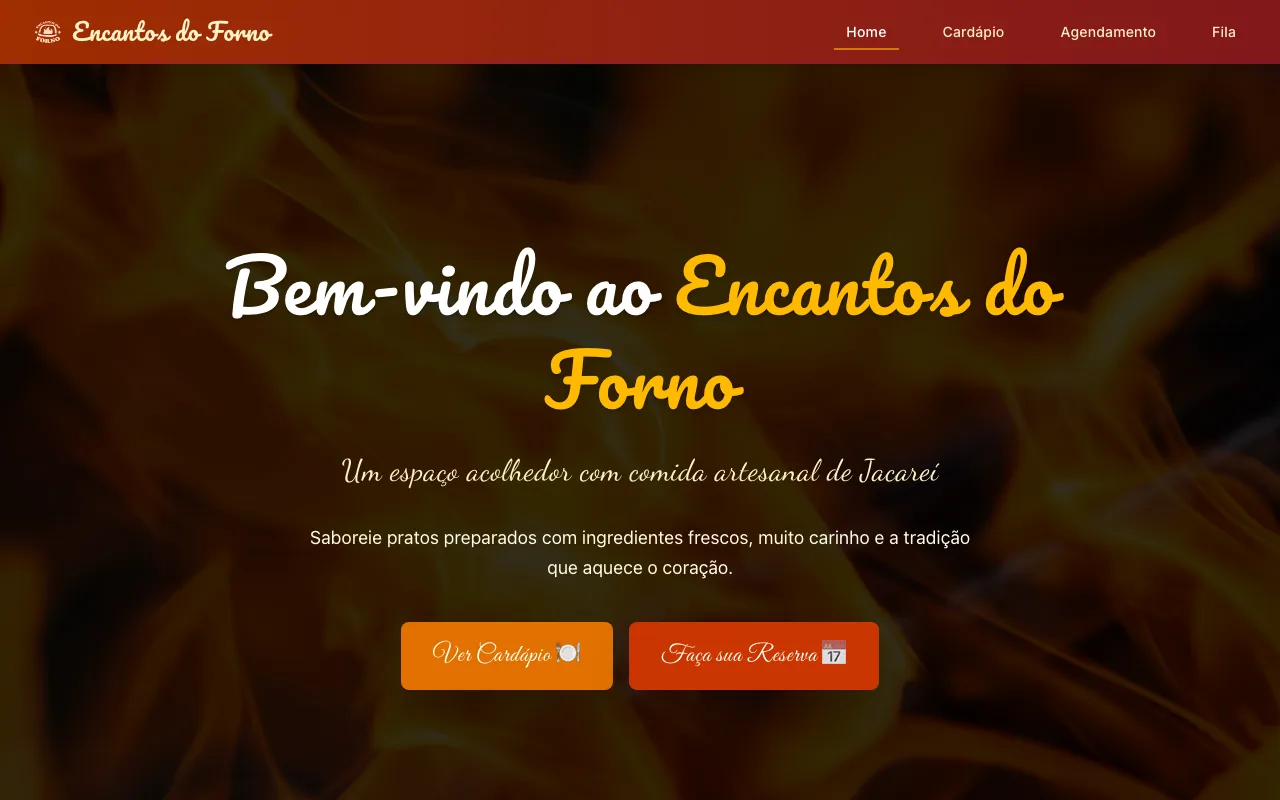 FORNO
Encantos do Forno
Home
Cardápio
Agendamento
Fila
Bem-vindo ao Encantos do
Forno
Um espaço acolhedor com comida artesanal de Jacareí
Saboreie pratos preparados com ingredientes frescos, muito carinho e a tradição
que aquece o coração.
Ver Cardápio 🍽️
Faça sua Reserva 📅